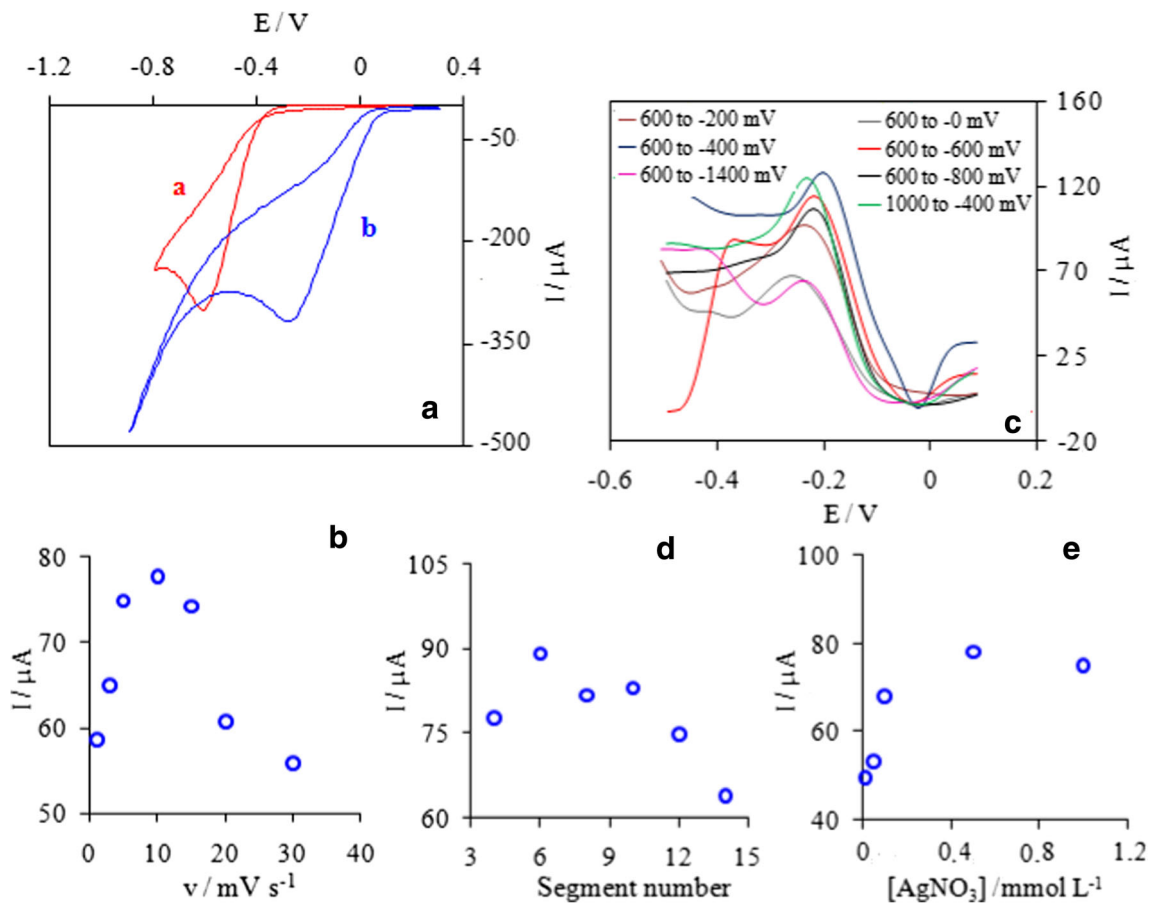 E / V
-1.2 -0.8 -0.4 0 0.4
-50
-200
-350
-500
I / µA
a
b
a
160
120
70
25
-20
I / µA
600 to -200 mV
600 to -400 mV
600 to -1400 mV
600 to -0 mV
600 to -600 mV
600 to -800 mV
1000 to -400 mV
c
-0.6 -0.4 -0.2 0 0.2
E / V
b
80
70
60
50
I / µA
0 10 20 30 40
v / mV s⁻¹
d
105
90
75
60
I / µA
3 6 9 12 15
Segment number
e
100
80
60
40
I / µA
0 0.4 0.8 1.2
[AgNO₃] /mmol L⁻¹